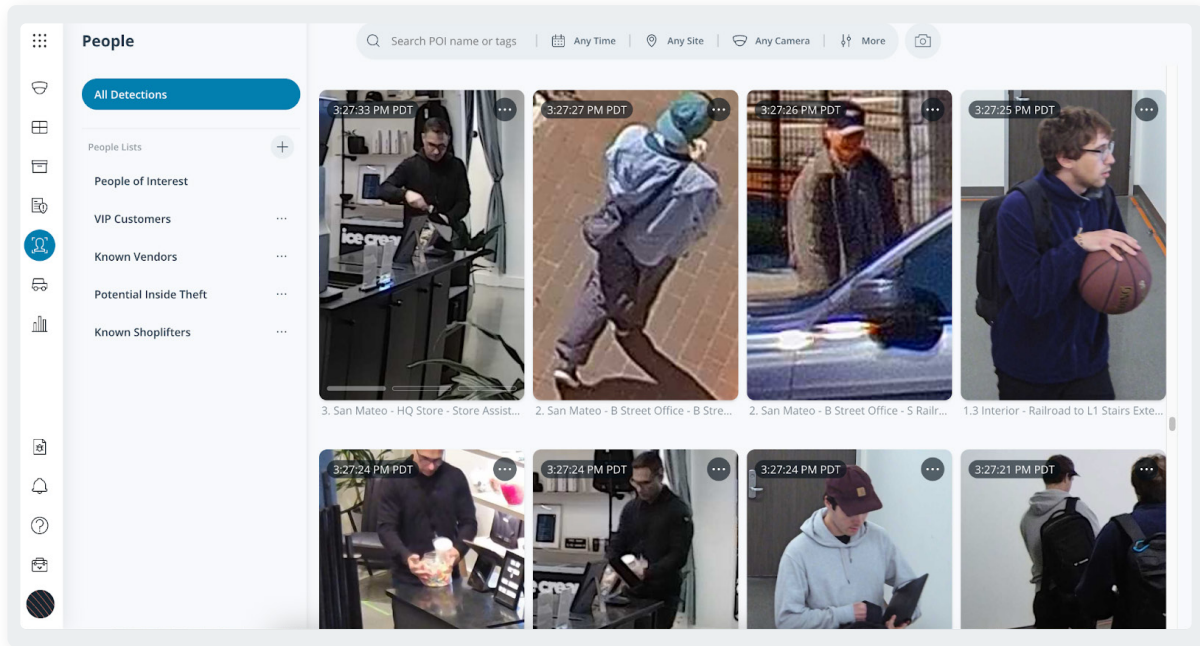 People
Search POI name or tags
Any Time
Any Site
Any Camera
More
All Detections
People Lists
People of Interest
VIP Customers
Known Vendors
Potential Inside Theft
Known Shoplifters
3:27:33 PM PDT
3:27:27 PM PDT
3:27:26 PM PDT
3:27:25 PM PDT
ice crea
3. San Mateo - HQ Store - Store Assist...
2. San Mateo - B Street Office - B Stre...
2. San Mateo - B Street Office - S Railr...
1.3 Interior - Railroad to L1 Stairs Exte...
3:27:24 PM PDT
3:27:24 PM PDT
3:27:24 PM PDT
3:27:21 PM PDT